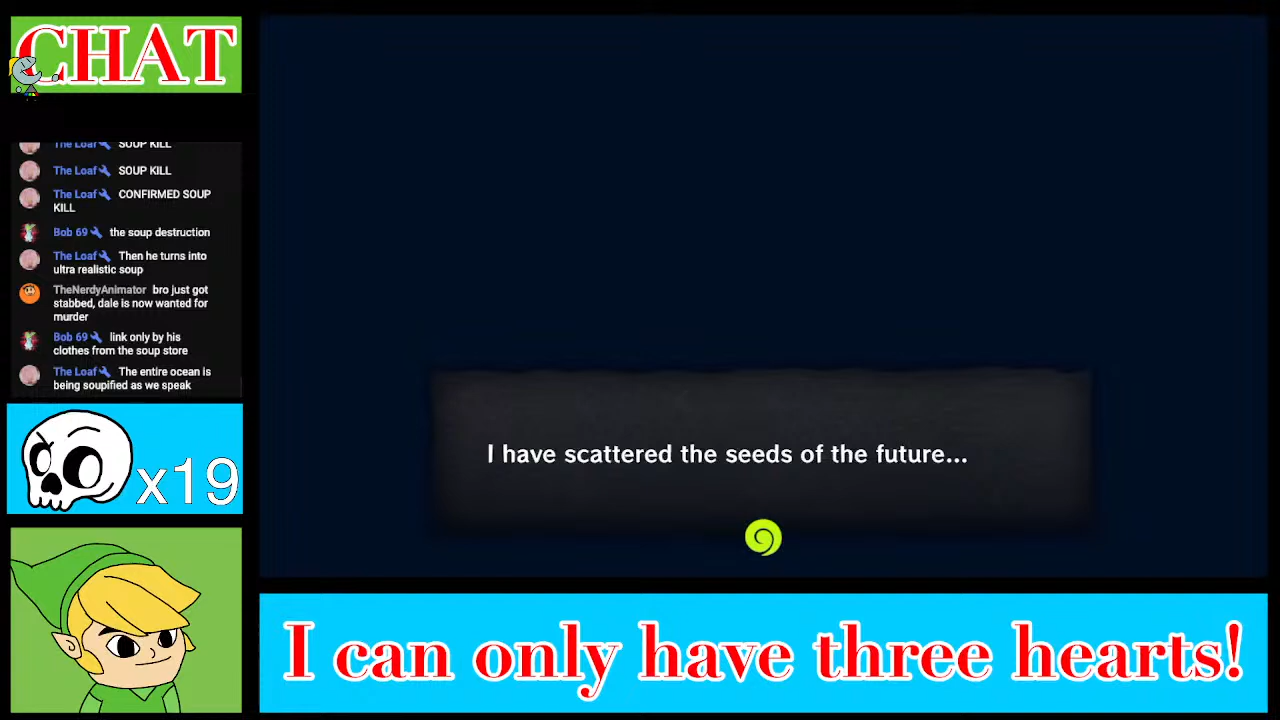 CHAT
The Loaf SOUP KILL
The Loaf SOUP KILL
The Loaf CONFIRMED SOUP
KILL
Bob 69 the soup destruction
The Loaf Then he turns into
ultra realistic soup
TheNerdyAnimator bro just got
stabbed, dale is now wanted for
murder
Bob 69 link only by his
clothes from the soup store
The Loaf The entire ocean is
being soupified as we speak
x19
I have scattered the seeds of the future...
I can only have three hearts!